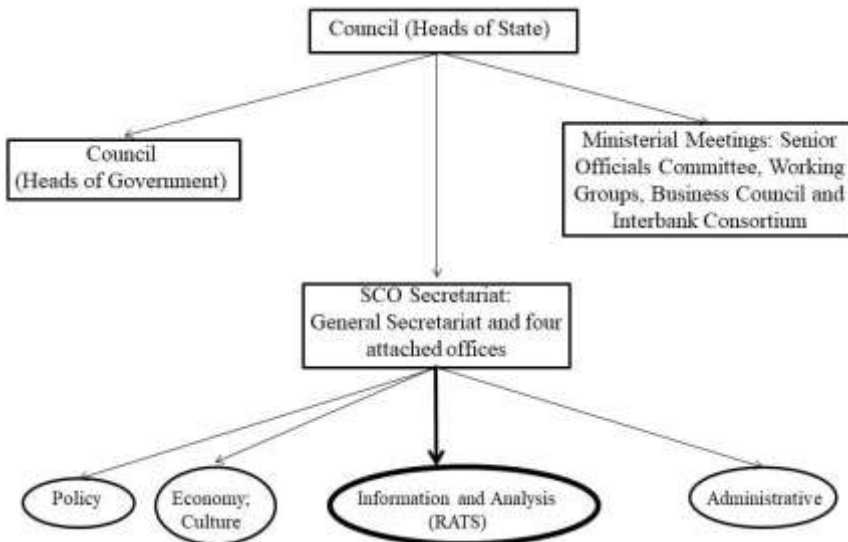 Council (Heads of State)
Council
(Heads of Government)
Ministerial Meetings: Senior
Officials Committee, Working
Groups, Business Council and
Interbank Consortium
SCO Secretariat:
General Secretariat and four
attached offices
Policy
Economy;
Culture
Information and Analysis
(RATS)
Administrative